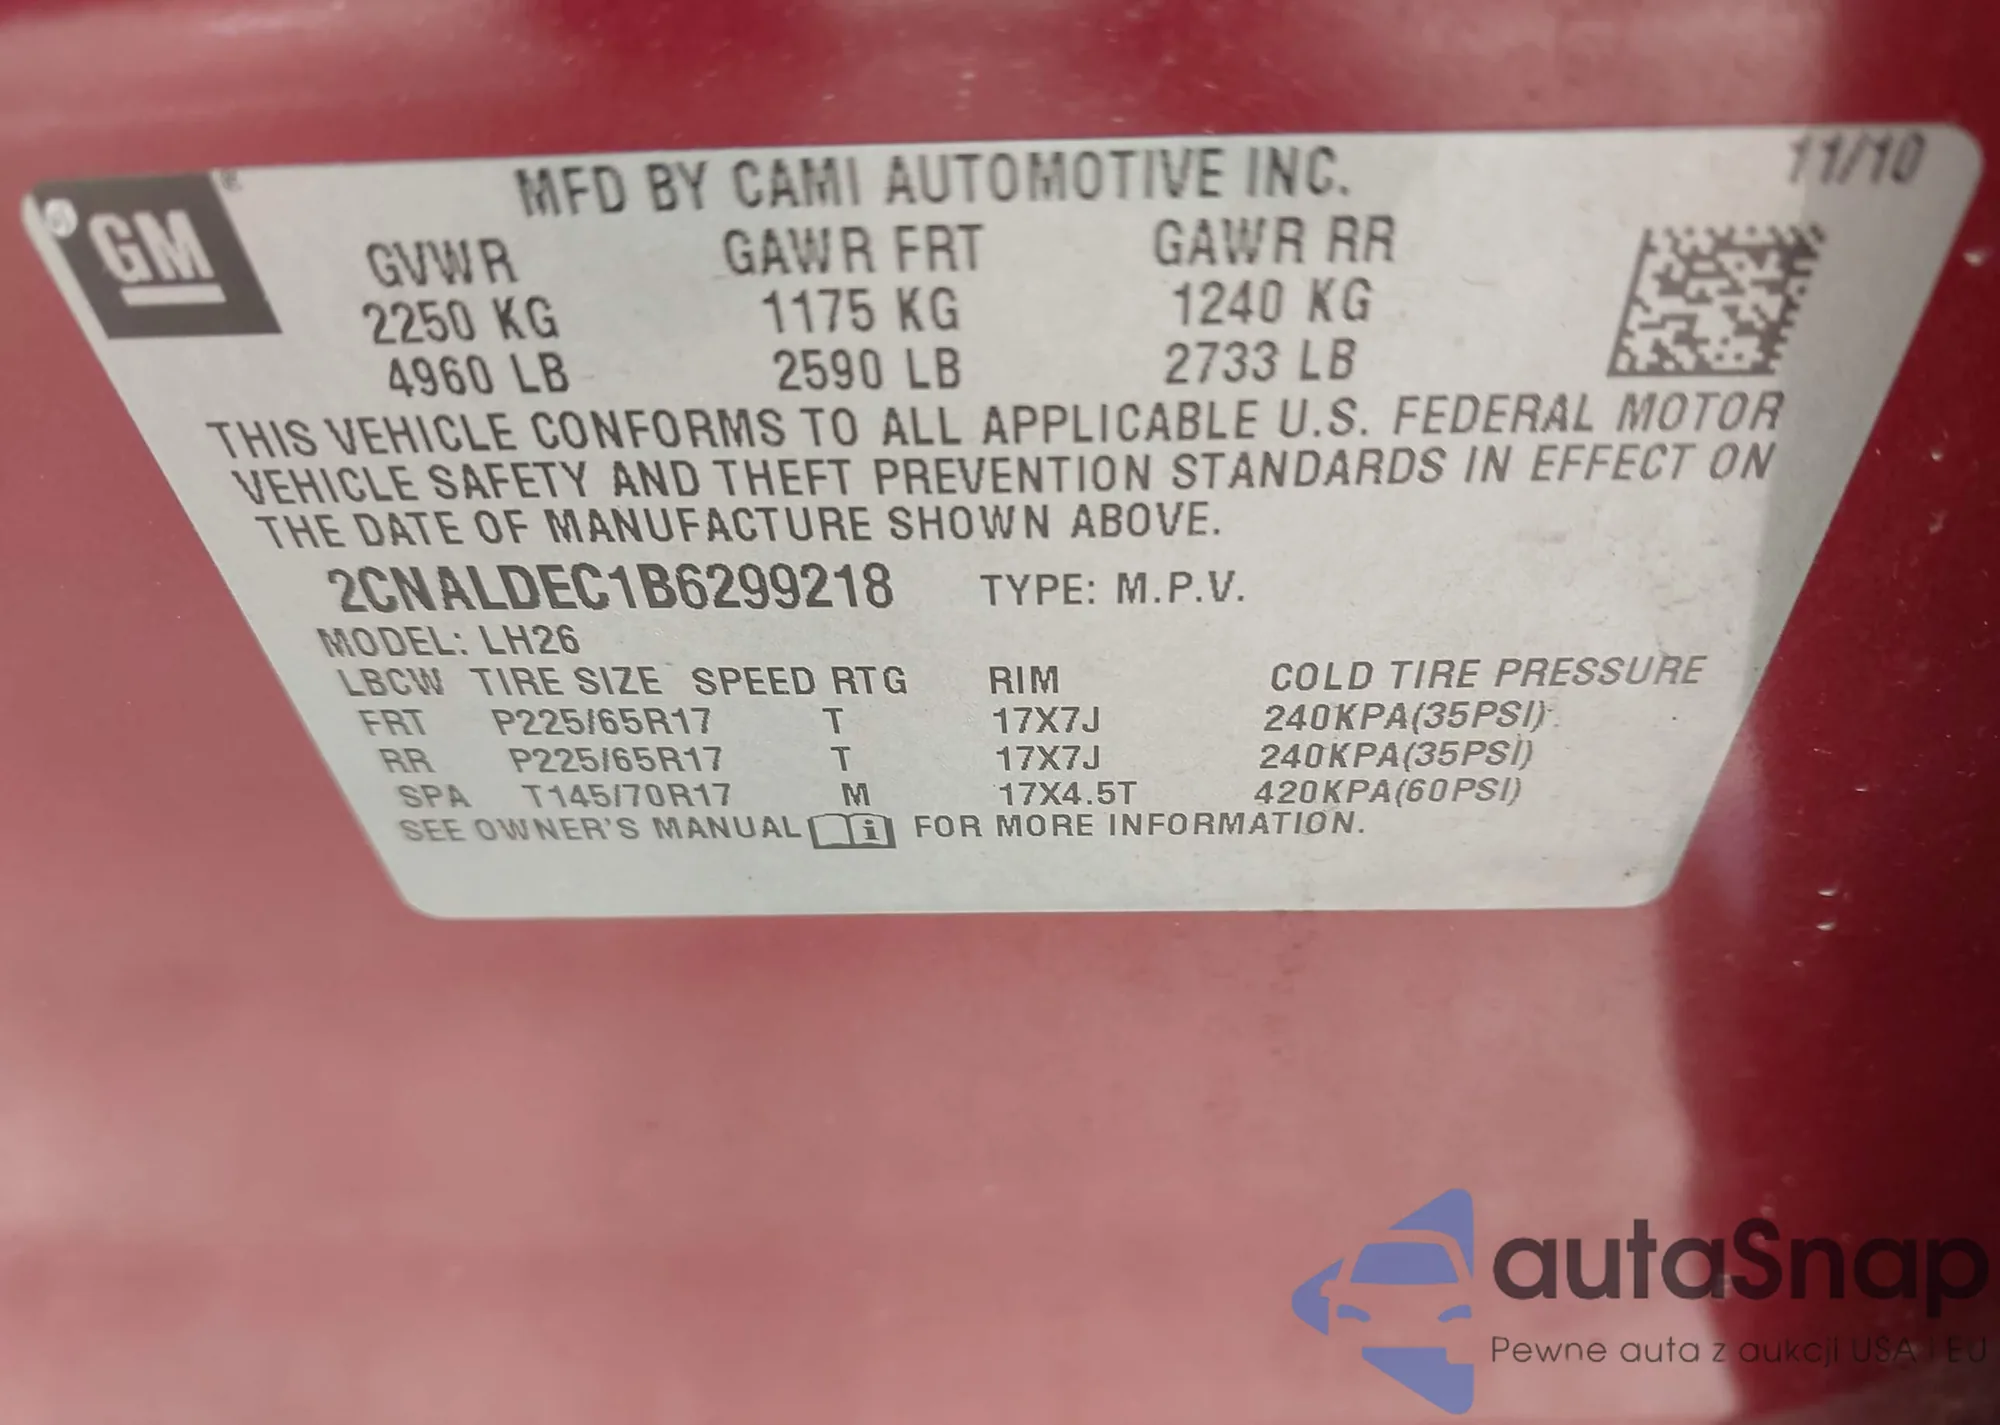 GM
MFD BY CAMI AUTOMOTIVE INC.
11/10
GVWR GAWR FRT GAWR RR
2250 KG 1175 KG 1240 KG
4960 LB 2590 LB 2733 LB
THIS VEHICLE CONFORMS TO ALL APPLICABLE U.S. FEDERAL MOTOR
VEHICLE SAFETY AND THEFT PREVENTION STANDARDS IN EFFECT ON
THE DATE OF MANUFACTURE SHOWN ABOVE.
2CNALDEC1B6299218 TYPE: M.P.V.
MODEL: LH26
LBCW TIRE SIZE SPEED RTG RIM COLD TIRE PRESSURE
FRT P225/65R17 T 17X7J 240KPA(35PSI)
RR P225/65R17 T 17X7J 240KPA(35PSI)
SPA T145/70R17 M 17X4.5T 420KPA(60PSI)
SEE OWNER'S MANUAL i FOR MORE INFORMATION.
autaSnap
Pewne auta z aukcji USA i EU